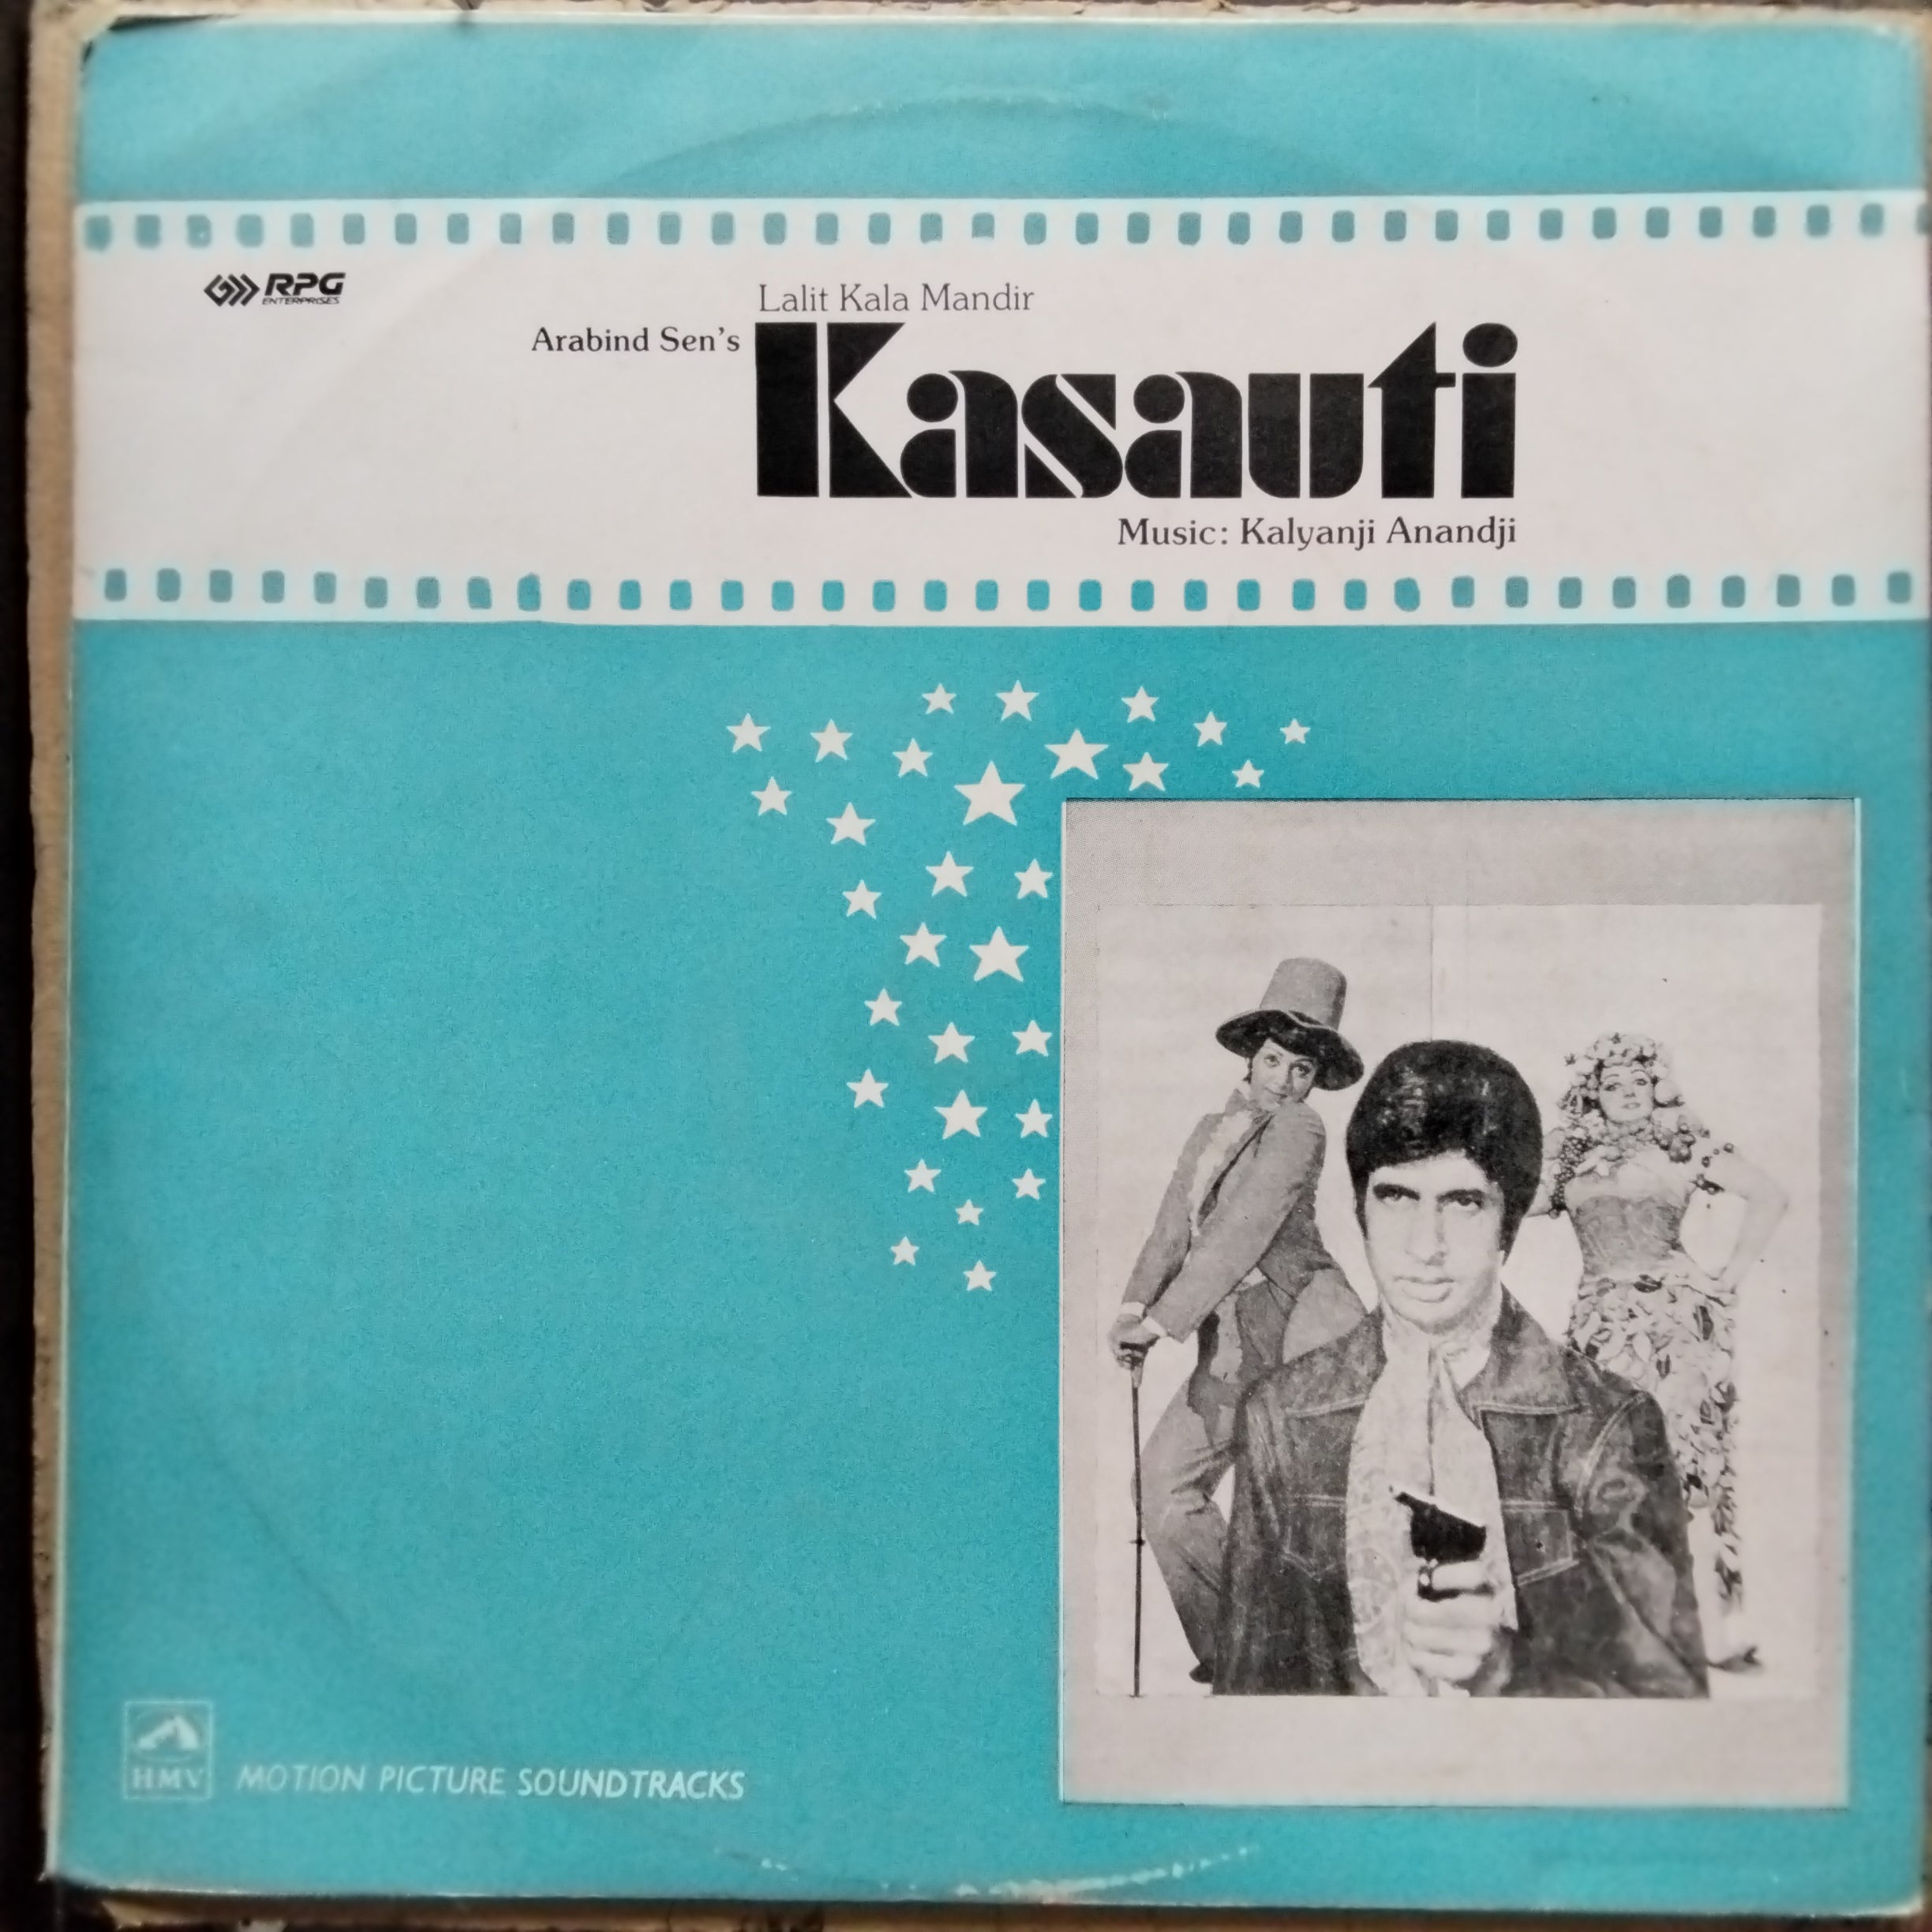 RPG
ENTERPRISES
Lalit Kala Mandir
Arabind Sen's
Kasauti
Music: Kalyanji Anandji
HMV
MOTION PICTURE SOUNDTRACKS